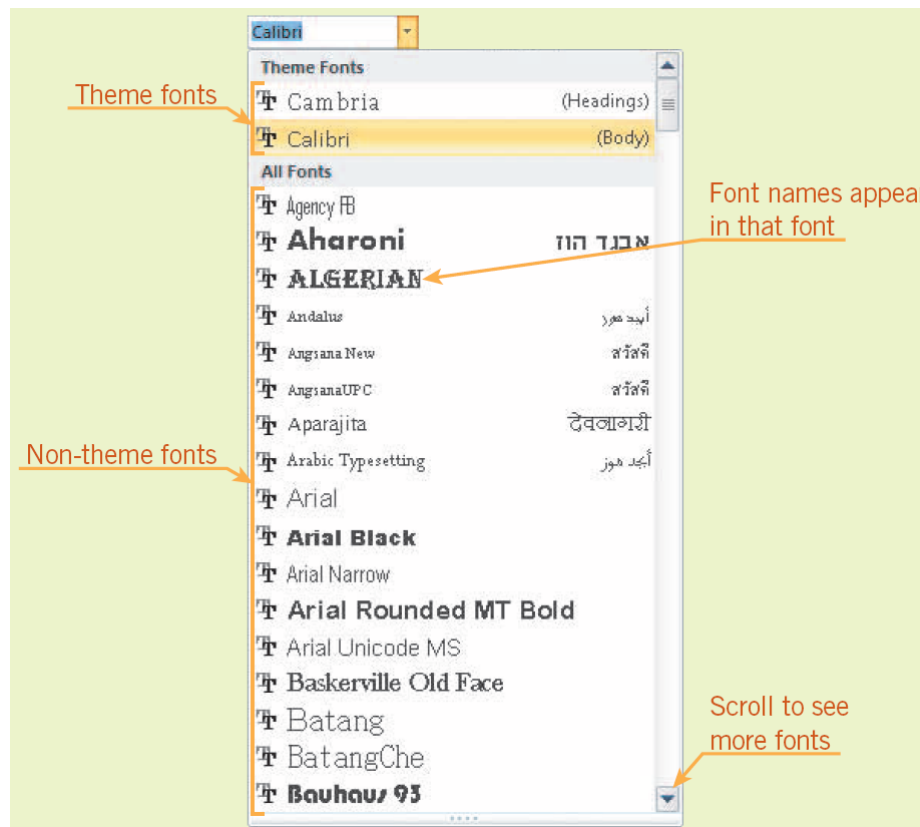 Calibri
Theme Fonts
Theme fonts
Cambria (Headings)
Calibri (Body)
All Fonts
Agency FB
Font names appea
in that font
Aharoni אבגד הוז
ALGERIAN
Andalus أبجد هوز
Angsana New สวัสดี
AngsanaUPC สวัสดี
Aparajita देवनागरी
Non-theme fonts
Arabic Typesetting أبجد هوز
Arial
Arial Black
Arial Narrow
Arial Rounded MT Bold
Arial Unicode MS
Baskerville Old Face
Batang
Scroll to see
more fonts
BatangChe
Bauhaus 93